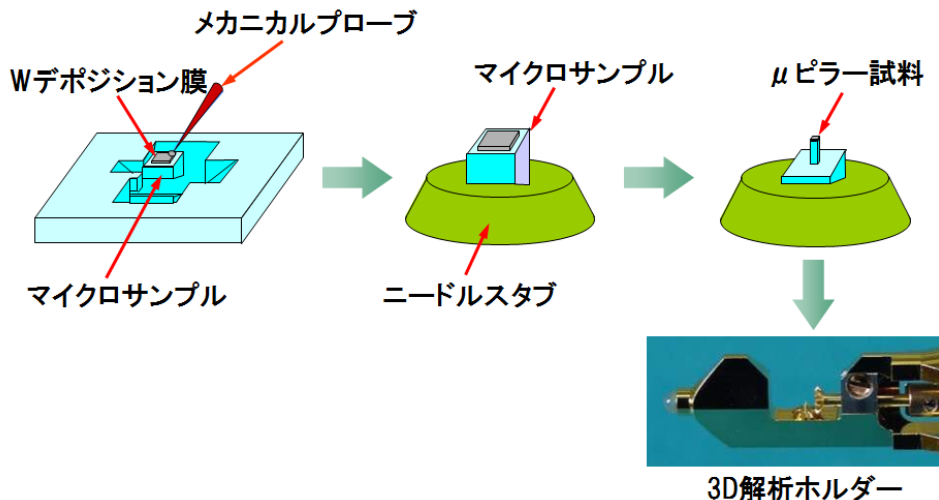 メカニカルプローブ
Wデポジション膜
マイクロサンプル
μピラー試料
マイクロサンプル
ニードルスタブ
3D解析ホルダー